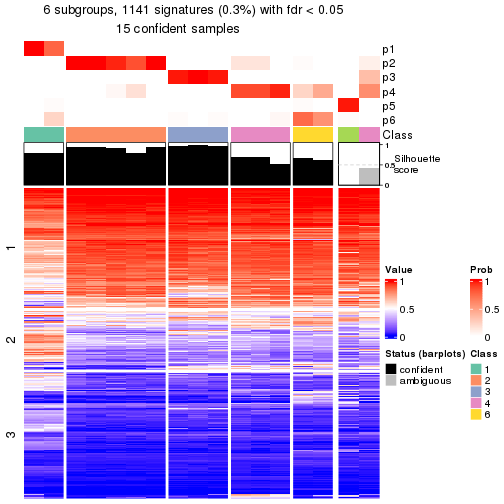 6 subgroups, 1141 signatures (0.3%) with fdr < 0.05
15 confident samples
p1
p2
p3
p4
p5
p6
Class
1
0.5
0
Silhouette
score
1
2
3
Value
1
0.5
0
Prob
1
0.5
0
Status (barplots)
confident
ambiguous
Class
1
2
3
4
5
6